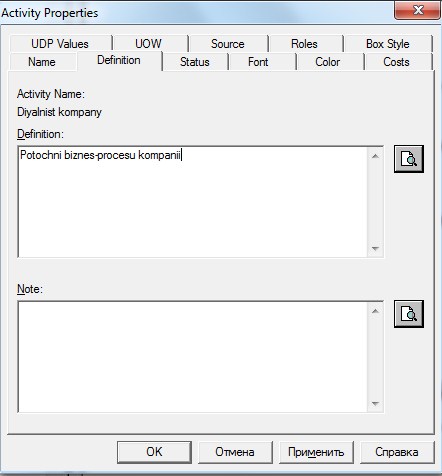 Activity Properties
UDP Values UOW Source Roles Box Style
Name Definition Status Font Color Costs
Activity Name:
Diyalnist kompany
Definition:
Potochni biznes-procesu kompanii
Note:
OK Отмена Применить Справка